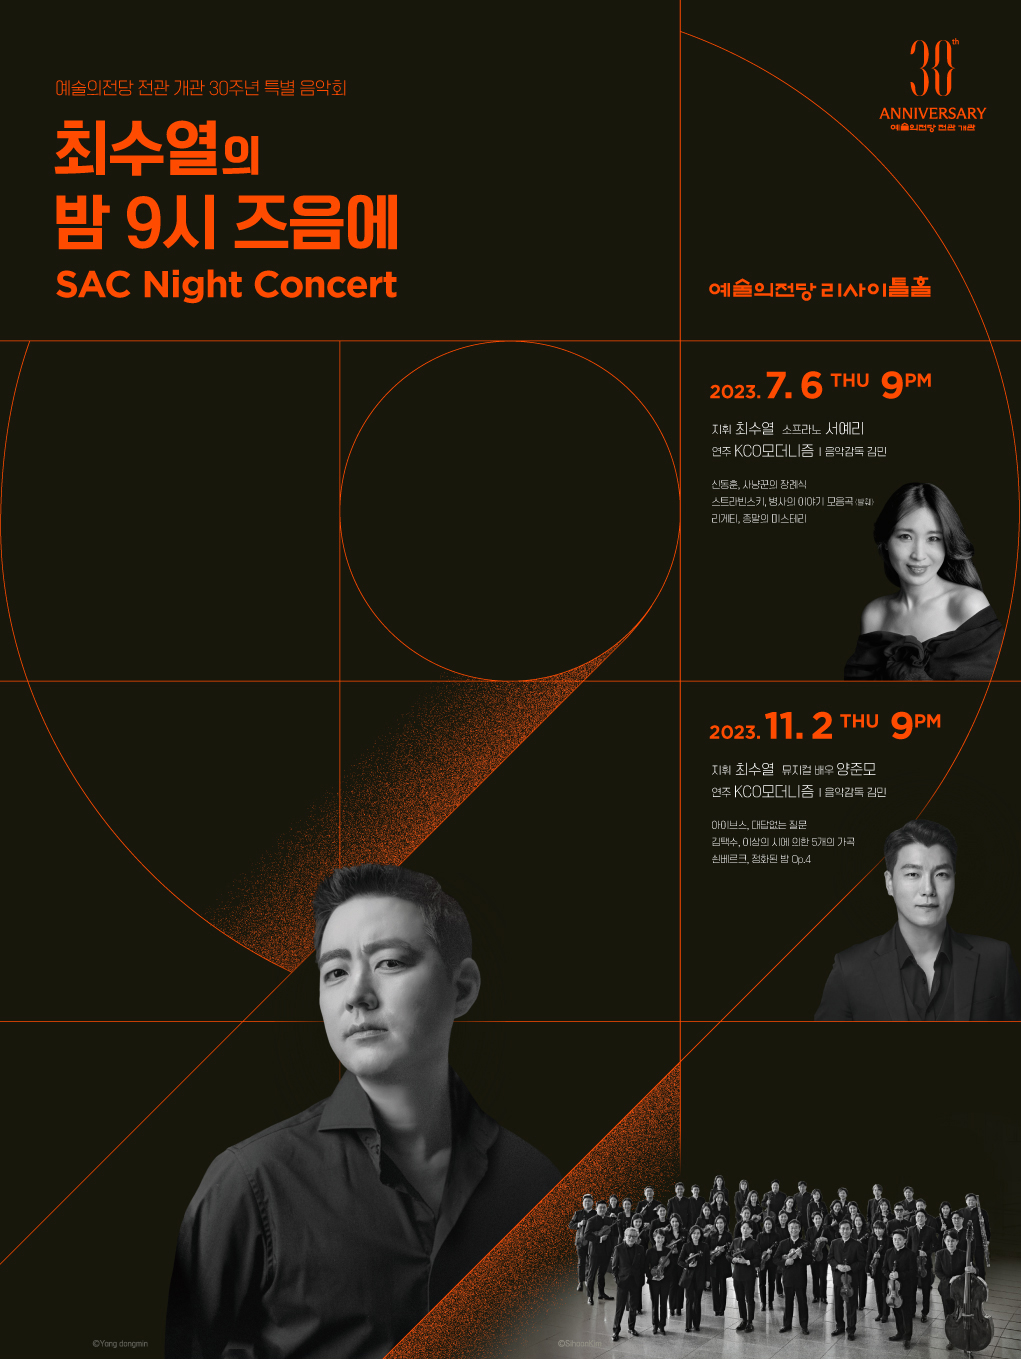 예술의전당 전관 개관 30주년 특별 음악회
최수열의
밤 9시 즈음에
SAC Night Concert
30th
ANNIVERSARY
예술의전당 전관 개관
예술의전당 리사이틀홀
2023. 7. 6 THU 9PM
지휘 최수열 소프라노 서예리
연주 KCO모더니즘 I 음악감독 김민
신동훈, 사냥꾼의 장례식
스트라빈스키, 병사의 이야기 모음곡 (발췌)
리게티, 종말의 미스테리
2023. 11. 2 THU 9PM
지휘 최수열 뮤지컬 배우 양준모
연주 KCO모더니즘 I 음악감독 김민
아이브스, 대답없는 질문
김택수, 이상의 시에 의한 5개의 가곡
쇤베르크, 정화된 밤 Op.4
©Yang dongmin